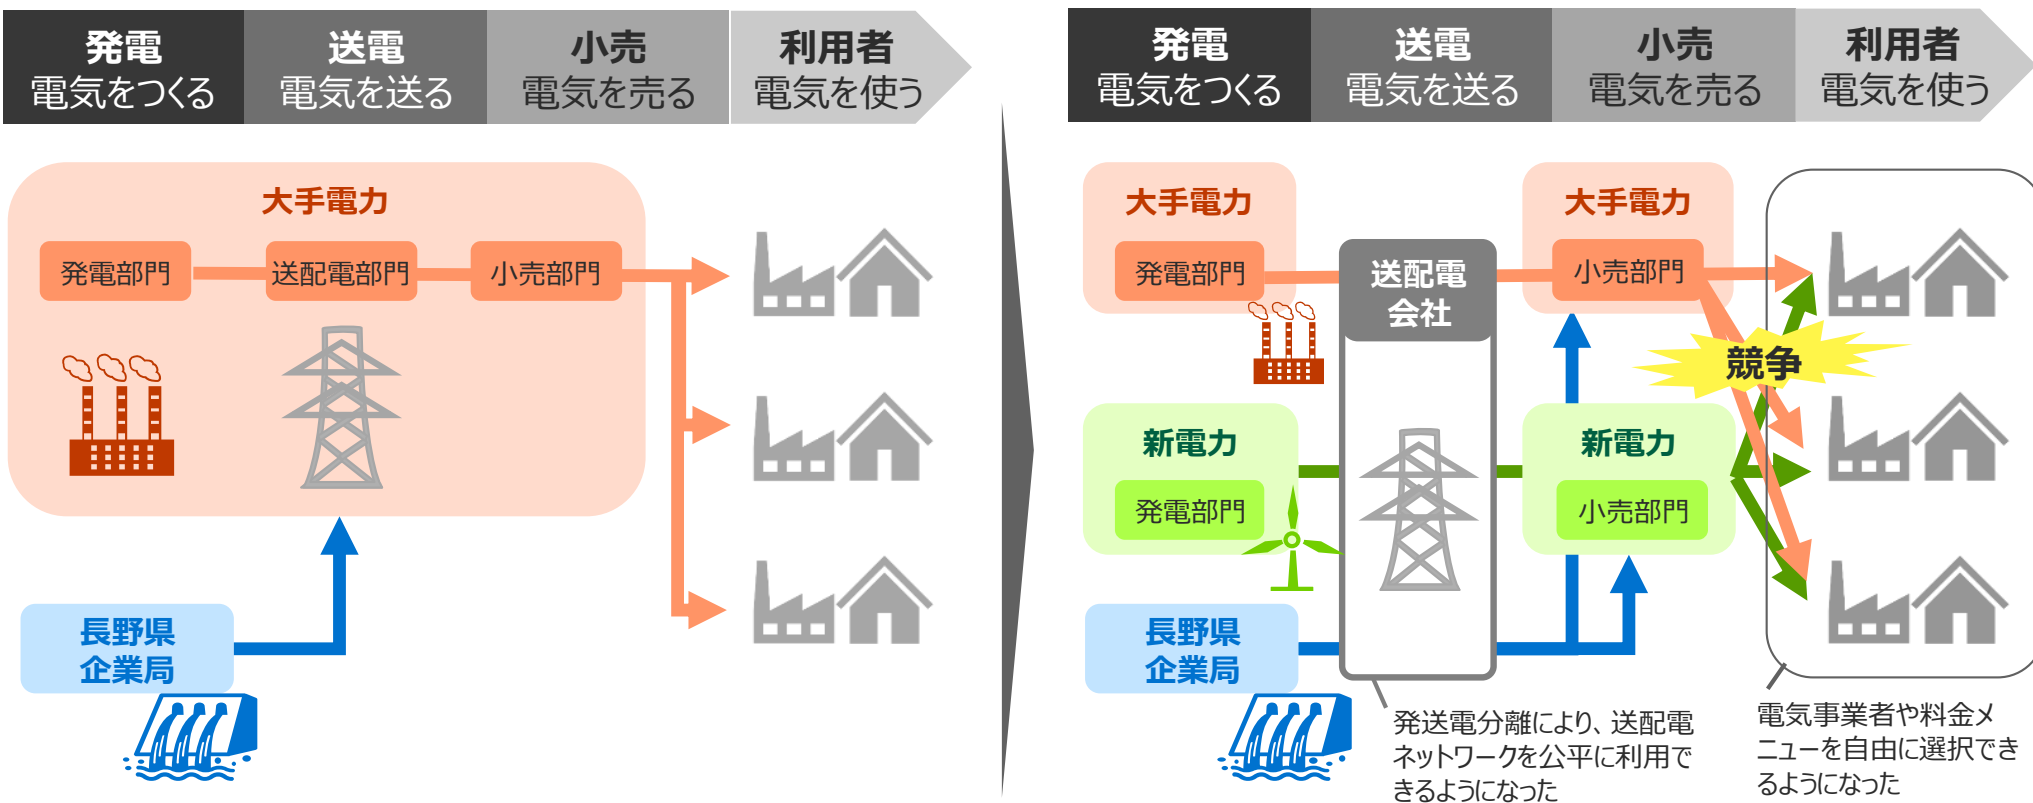 発電
電気をつくる
送電
電気を送る
小売
電気を売る
利用者
電気を使う
大手電力
発電部門
送配電部門
小売部門
長野県
企業局
発電
電気をつくる
送電
電気を送る
小売
電気を売る
利用者
電気を使う
大手電力
発電部門
送配電
会社
大手電力
小売部門
競争
新電力
発電部門
新電力
小売部門
長野県
企業局
発送電分離により、送配電
ネットワークを公平に利用で
きるようになった
電気事業者や料金メ
ニューを自由に選択でき
るようになった